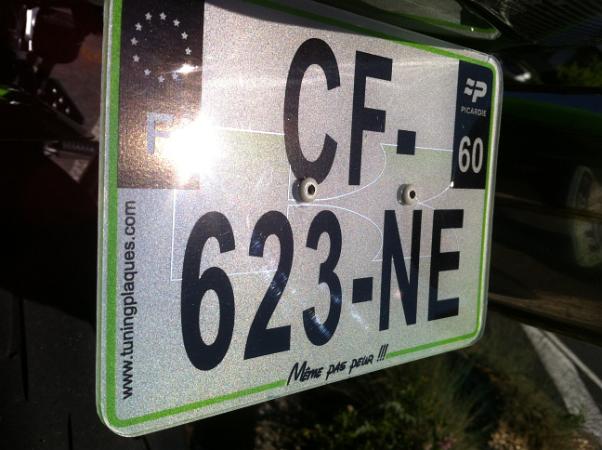 F
CF-
623-NE
P
PICARDIE
60
www.tuningplaques.com
Même pas peur !!!